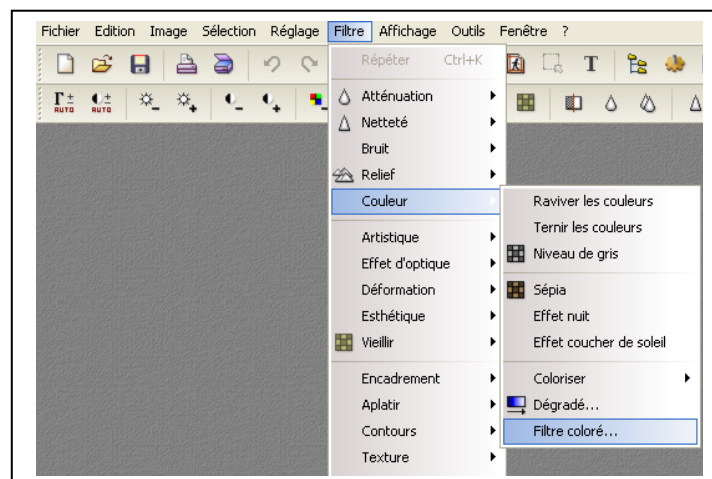 Fichier Edition Image Sélection Réglage Filtre Affichage Outils Fenêtre ?
Répéter Ctrl+K
T
Γ±
AUTO
±
AUTO
Atténuation
Netteté
Bruit
Relief
Couleur
Artistique
Effet d'optique
Déformation
Esthétique
Vieillir
Encadrement
Aplatir
Contours
Texture
Raviver les couleurs
Ternir les couleurs
Niveau de gris
Sépia
Effet nuit
Effet coucher de soleil
Coloriser
Dégradé...
Filtre coloré...